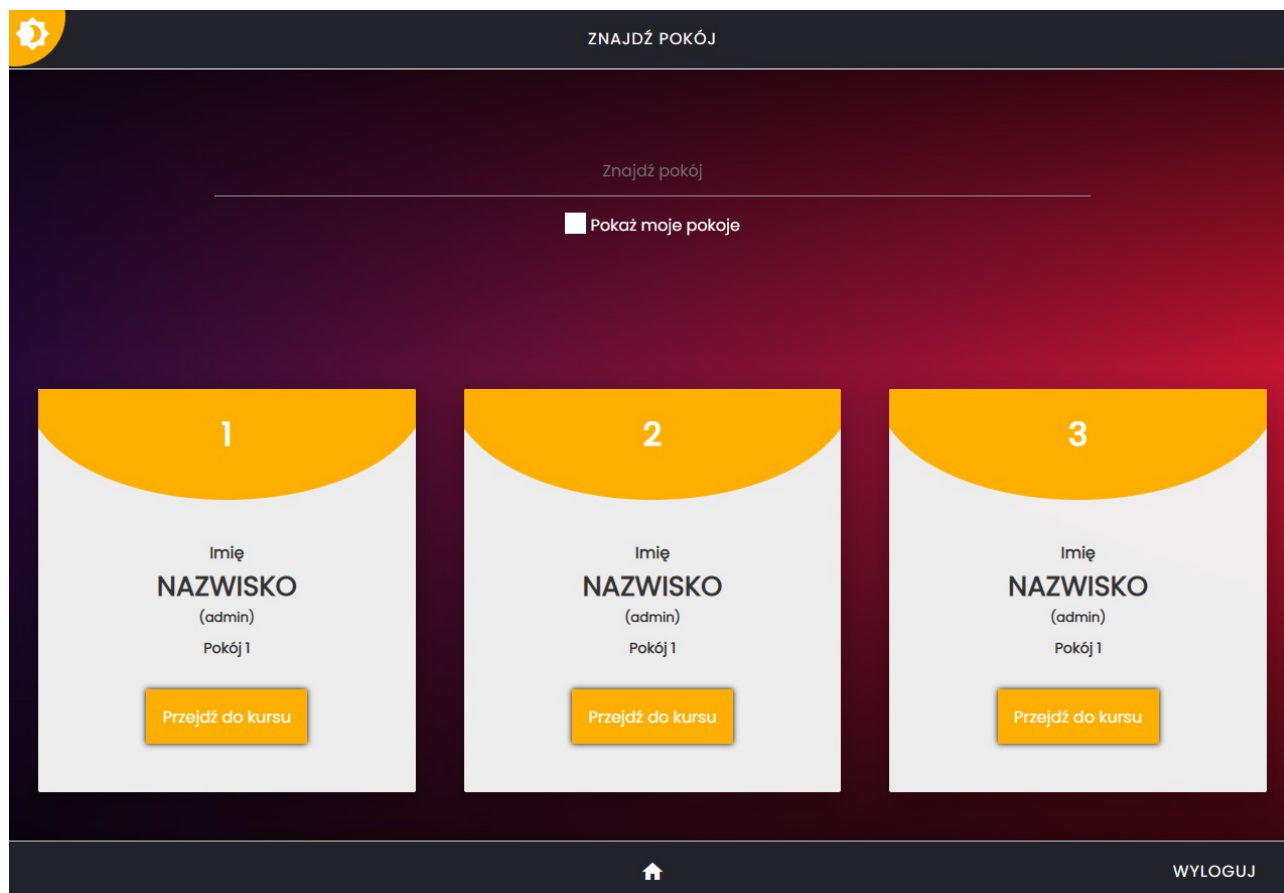 ZNAJDŹ POKÓJ
Znajdź pokój
Pokaż moje pokoje
1
Imię
NAZWISKO
(admin)
Pokój 1
Przejdź do kursu
2
Imię
NAZWISKO
(admin)
Pokój 1
Przejdź do kursu
3
Imię
NAZWISKO
(admin)
Pokój 1
Przejdź do kursu
WYLOGUJ